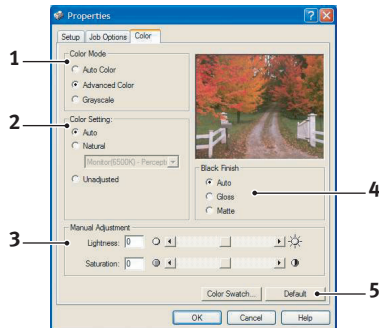 Properties
Setup Job Options Color
1
Color Mode
Auto Color
Advanced Color
Grayscale
2
Color Setting:
Auto
Natural
Monitor(6500K) - Percepti
Unadjusted
Black Finish
Auto
Gloss
Matte
4
3
Manual Adjustment
Lightness: 0
Saturation: 0
Color Swatch... Default
5
OK Cancel Help